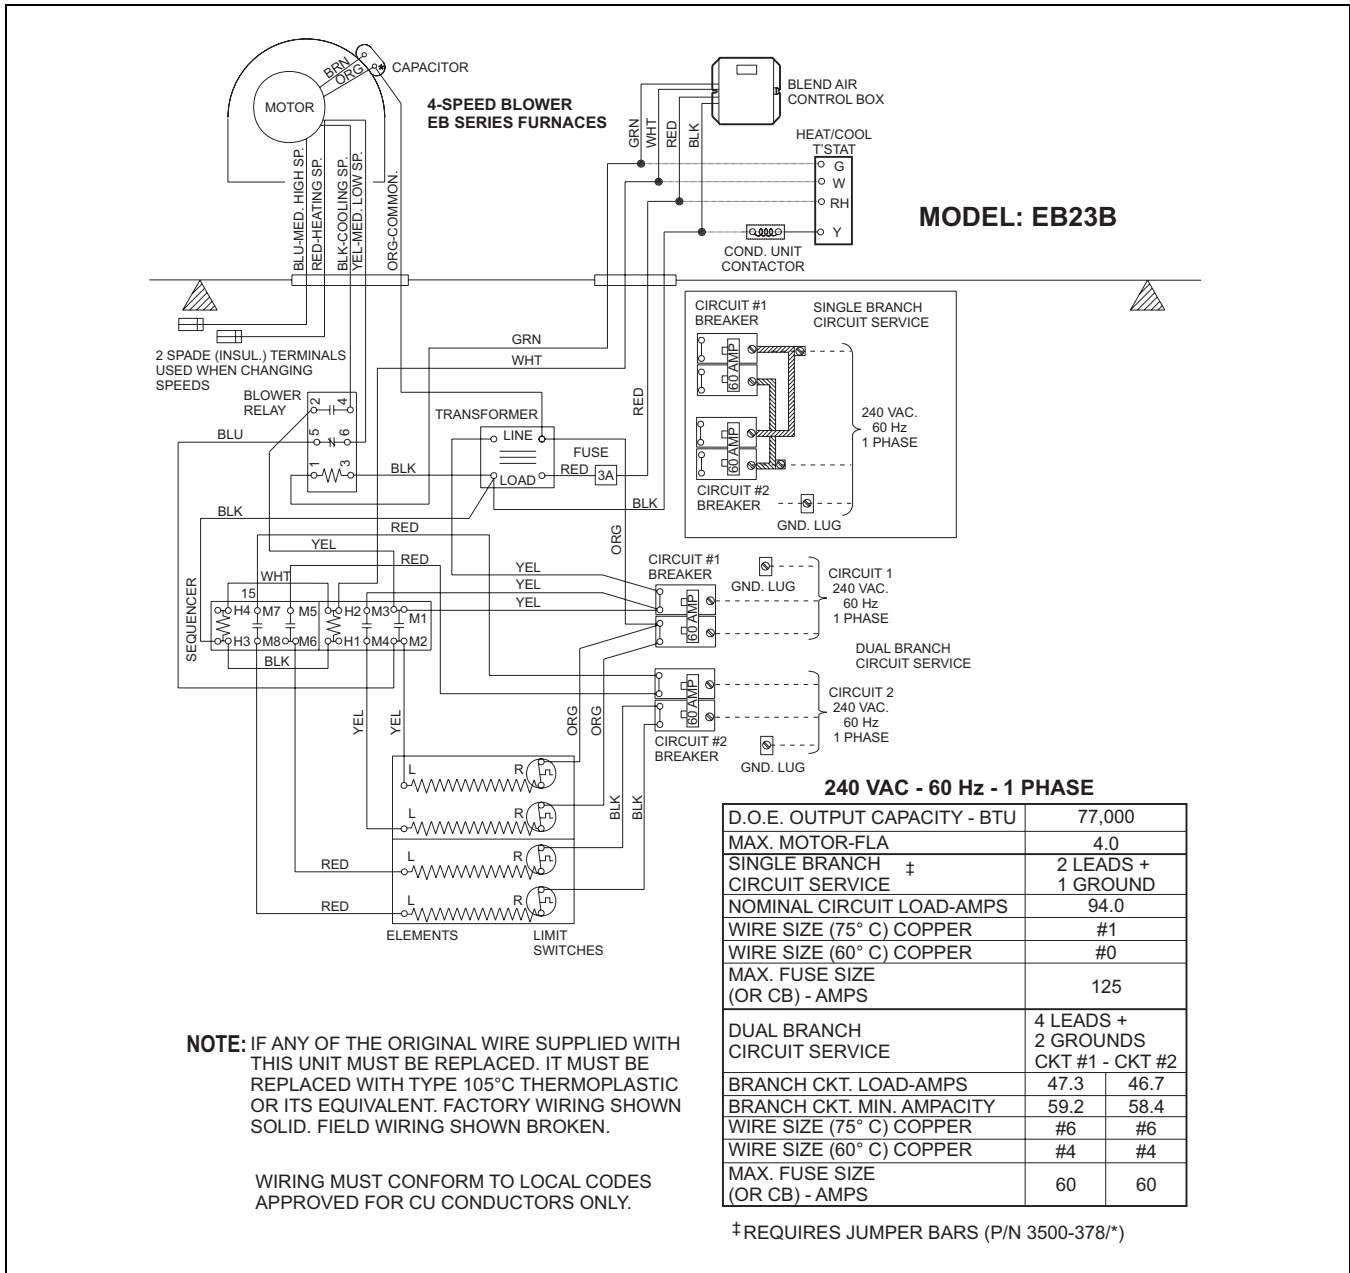 BRN
ORG
CAPACITOR
MOTOR
4-SPEED BLOWER
EB SERIES FURNACES
BLEND AIR
CONTROL BOX
GRN
WHT
RED
BLK
HEAT/COOL
T'STAT
G
W
RH
Y
MODEL: EB23B
COND. UNIT
CONTACTOR
BLU-MED. HIGH SP.
RED-HEATING SP.
BLK-COOLING SP.
YEL-MED. LOW SP.
ORG-COMMON.
2 SPADE (INSUL.) TERMINALS
USED WHEN CHANGING
SPEEDS
GRN
WHT
RED
CIRCUIT #1
BREAKER
SINGLE BRANCH
CIRCUIT SERVICE
60 AMP
60 AMP
240 VAC.
60 Hz
1 PHASE
CIRCUIT #2
BREAKER
GND. LUG
BLOWER
RELAY
2
4
5
6
1
3
BLU
BLK
TRANSFORMER
LINE
LOAD
FUSE
RED
3A
BLK
BLK
RED
YEL
RED
ORG
WHT
15
SEQUENCER
H4
M7
M5
H2
M3
M1
H3
M8
M6
H1
M4
M2
BLK
YEL
YEL
YEL
CIRCUIT #1
BREAKER
60 AMP
GND. LUG
CIRCUIT 1
240 VAC.
60 Hz
1 PHASE
DUAL BRANCH
CIRCUIT SERVICE
60 AMP
CIRCUIT 2
240 VAC.
60 Hz
1 PHASE
CIRCUIT #2
BREAKER
GND. LUG
YEL
YEL
ORG
ORG
BLK
BLK
L
R
L
R
L
R
L
R
RED
RED
ELEMENTS
LIMIT
SWITCHES
240 VAC - 60 Hz - 1 PHASE
D.O.E. OUTPUT CAPACITY - BTU 77,000
MAX. MOTOR-FLA 4.0
SINGLE BRANCH ‡ 2 LEADS +
CIRCUIT SERVICE 1 GROUND
NOMINAL CIRCUIT LOAD-AMPS 94.0
WIRE SIZE (75° C) COPPER #1
WIRE SIZE (60° C) COPPER #0
MAX. FUSE SIZE
(OR CB) - AMPS 125
DUAL BRANCH
CIRCUIT SERVICE
4 LEADS +
2 GROUNDS
CKT #1 - CKT #2
BRANCH CKT. LOAD-AMPS 47.3 46.7
BRANCH CKT. MIN. AMPACITY 59.2 58.4
WIRE SIZE (75° C) COPPER #6 #6
WIRE SIZE (60° C) COPPER #4 #4
MAX. FUSE SIZE
(OR CB) - AMPS 60 60
‡REQUIRES JUMPER BARS (P/N 3500-378/*)
NOTE: IF ANY OF THE ORIGINAL WIRE SUPPLIED WITH
THIS UNIT MUST BE REPLACED. IT MUST BE
REPLACED WITH TYPE 105°C THERMOPLASTIC
OR ITS EQUIVALENT. FACTORY WIRING SHOWN
SOLID. FIELD WIRING SHOWN BROKEN.
WIRING MUST CONFORM TO LOCAL CODES
APPROVED FOR CU CONDUCTORS ONLY.